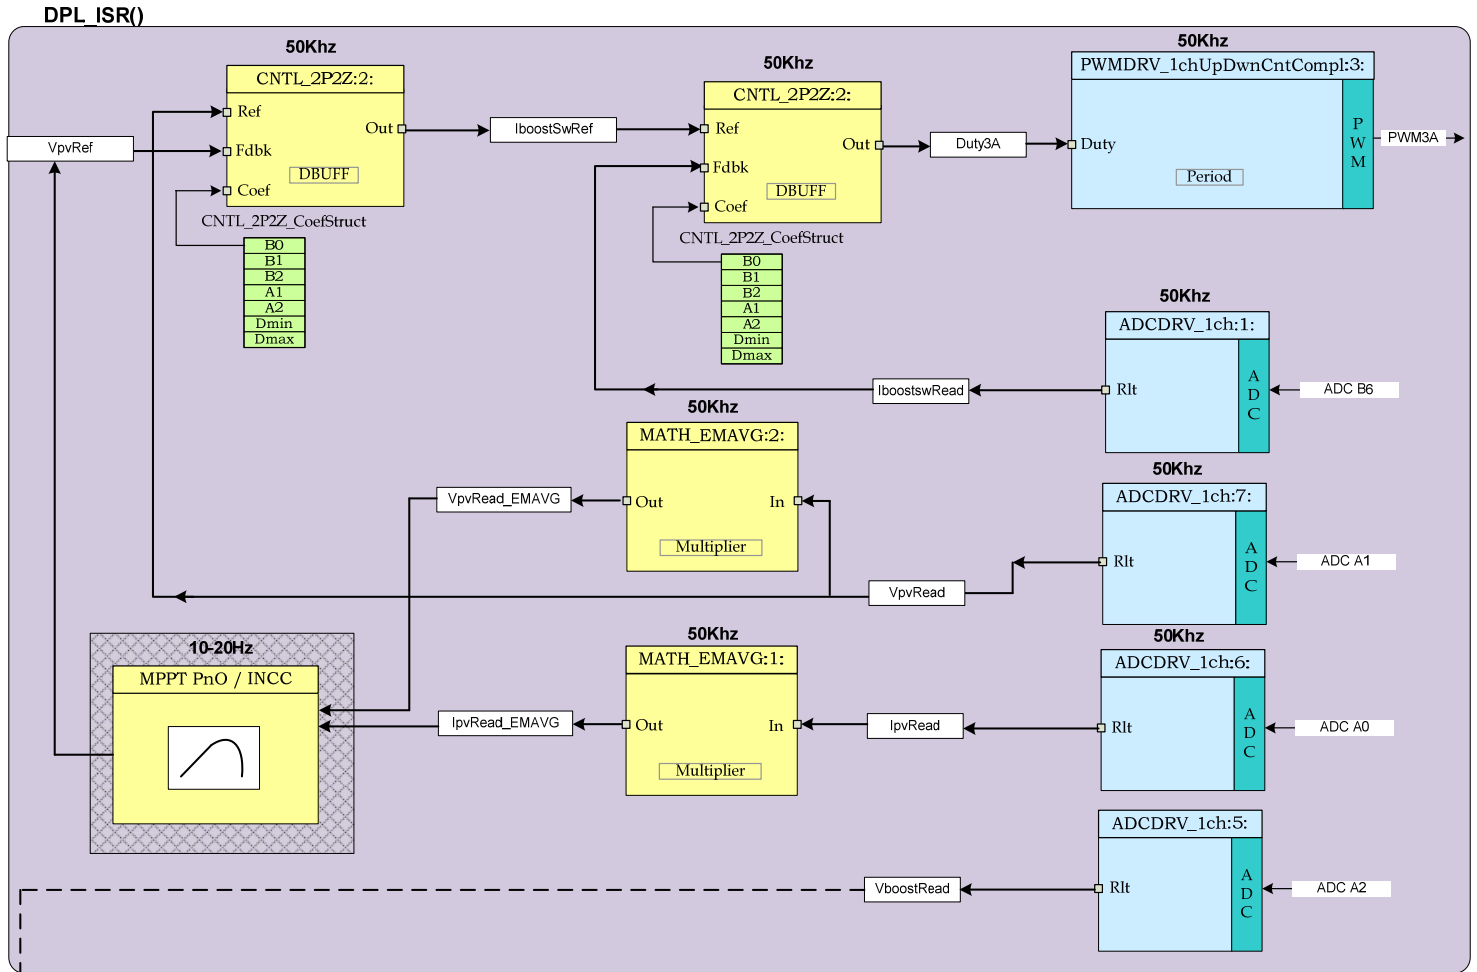 DPL_ISR()
50Khz
CNTL_2P2Z:2:
Ref
Fdbk
Coef
Out
DBUFF
VpvRef
CNTL_2P2Z_CoefStruct
B0
B1
B2
A1
A2
Dmin
Dmax
IboostSwRef
50Khz
CNTL_2P2Z:2:
Ref
Fdbk
Coef
Out
DBUFF
CNTL_2P2Z_CoefStruct
B0
B1
B2
A1
A2
Dmin
Dmax
Duty3A
50Khz
PWMDRV_1chUpDwnCntCompl:3:
Duty
Period
P
W
M
PWM3A
50Khz
ADCDRV_1ch:1:
Rlt
A
D
C
ADC B6
IboostswRead
50Khz
MATH_EMAVG:2:
Out
In
Multiplier
VpvRead_EMAVG
50Khz
ADCDRV_1ch:7:
Rlt
A
D
C
ADC A1
VpvRead
10-20Hz
MPPT PnO / INCC
50Khz
MATH_EMAVG:1:
Out
In
Multiplier
IpvRead_EMAVG
IpvRead
50Khz
ADCDRV_1ch:6:
Rlt
A
D
C
ADC A0
ADCDRV_1ch:5:
Rlt
A
D
C
ADC A2
VboostRead